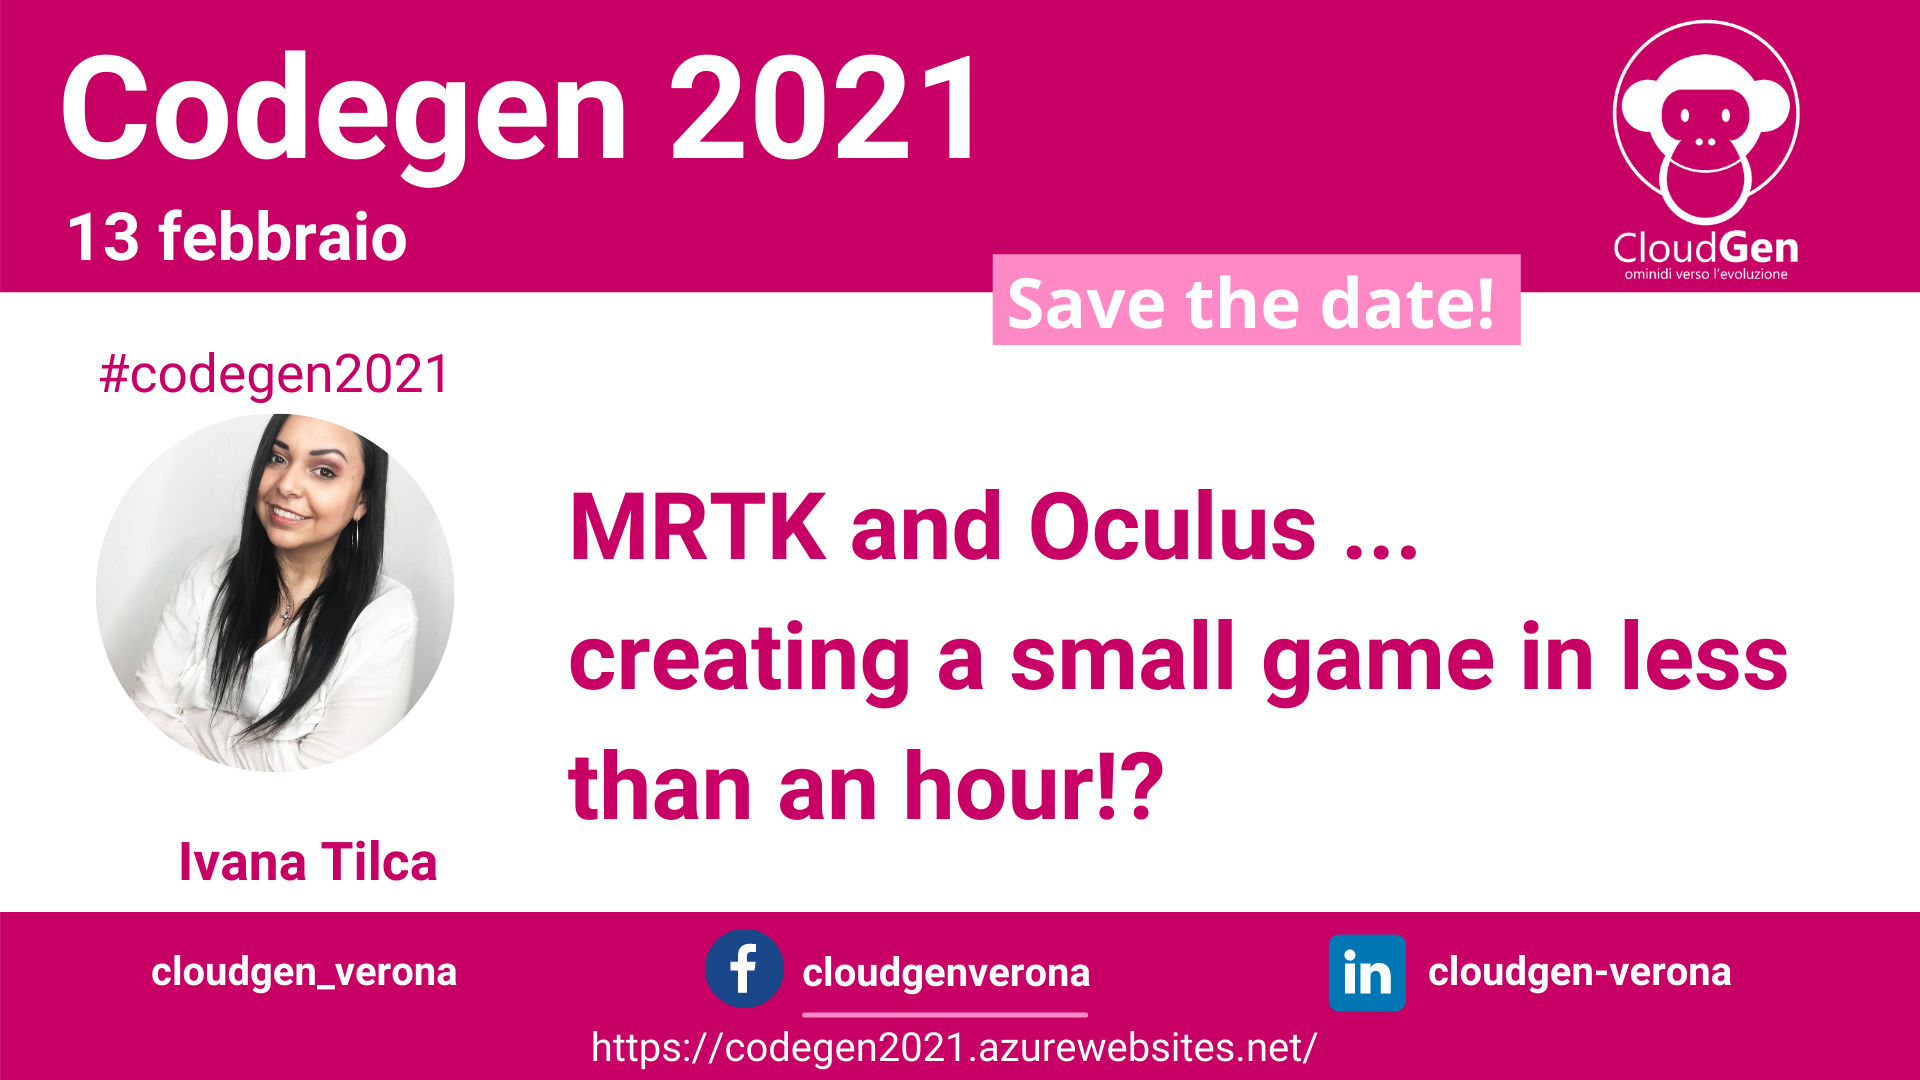 Codegen 2021
13 febbraio
CloudGen
ominidi verso l'evoluzione
Save the date!
#codegen2021
MRTK and Oculus ...
creating a small game in less
than an hour!?
Ivana Tilca
cloudgen_verona
f cloudgenverona
in cloudgen-verona
https://codegen2021.azurewebsites.net/